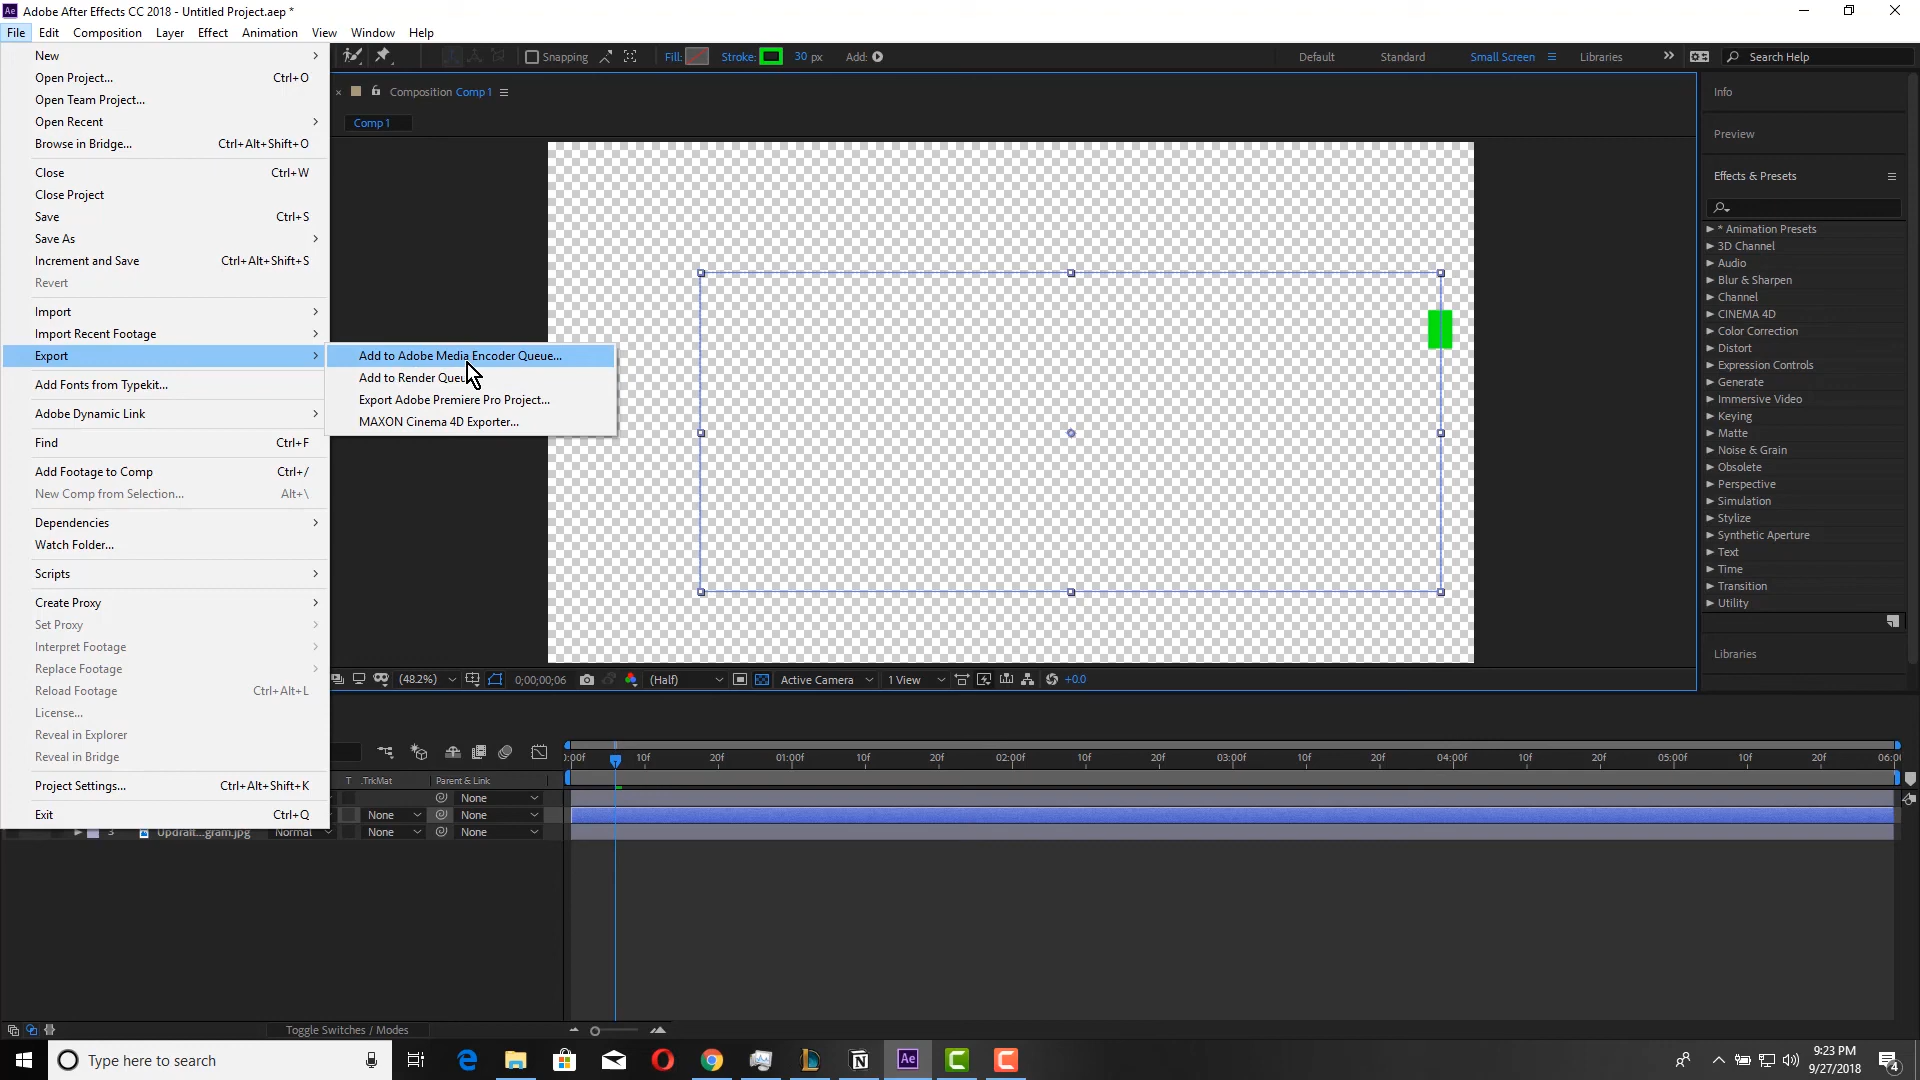 Adobe After Effects CC 2018 - Untitled Project.aep *
File Edit Composition Layer Effect Animation View Window Help
Snapping Fill: Stroke: 30 px Add: Default Standard Small Screen Libraries Search Help
New
Open Project... Ctrl+O
Open Team Project...
Open Recent
Browse in Bridge... Ctrl+Alt+Shift+O
Close Ctrl+W
Close Project
Save Ctrl+S
Save As
Increment and Save Ctrl+Alt+Shift+S
Revert
Import
Import Recent Footage
Export
Add Fonts from Typekit...
Adobe Dynamic Link
Find Ctrl+F
Add Footage to Comp Ctrl+/
New Comp from Selection... Alt+\
Dependencies
Watch Folder...
Scripts
Create Proxy
Set Proxy
Interpret Footage
Replace Footage
Reload Footage Ctrl+Alt+L
License...
Reveal in Explorer
Reveal in Bridge
Project Settings... Ctrl+Alt+Shift+K
Exit Ctrl+Q
Add to Adobe Media Encoder Queue...
Add to Render Queue
Export Adobe Premiere Pro Project...
MAXON Cinema 4D Exporter...
Composition Comp 1
Comp 1
Info
Preview
Effects & Presets
* Animation Presets
3D Channel
Audio
Blur & Sharpen
Channel
CINEMA 4D
Color Correction
Distort
Expression Controls
Generate
Immersive Video
Keying
Matte
Noise & Grain
Obsolete
Perspective
Simulation
Stylize
Synthetic Aperture
Text
Time
Transition
Utility
Libraries
(48.2%) 0;00;00;06 (Half) Active Camera 1 View +0.0
):00f 10f 20f 01:00f 10f 20f 02:00f 10f 20f 03:00f 10f 20f 04:00f 10f 20f 05:00f 10f 20f 06:0
T .TrkMat Parent & Link
None
None None
3 Normal None None
Toggle Switches / Modes
Type here to search
Ae
9:23 PM
9/27/2018
4